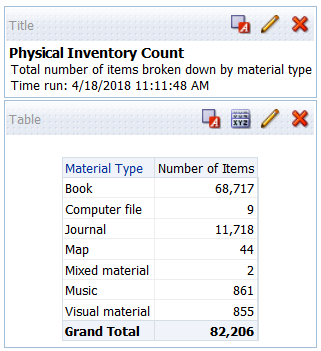 Title
Physical Inventory Count
Total number of items broken down by material type
Time run: 4/18/2018 11:11:48 AM
Table
Material Type Number of Items
Book 68,717
Computer file 9
Journal 11,718
Map 44
Mixed material 2
Music 861
Visual material 855
Grand Total 82,206